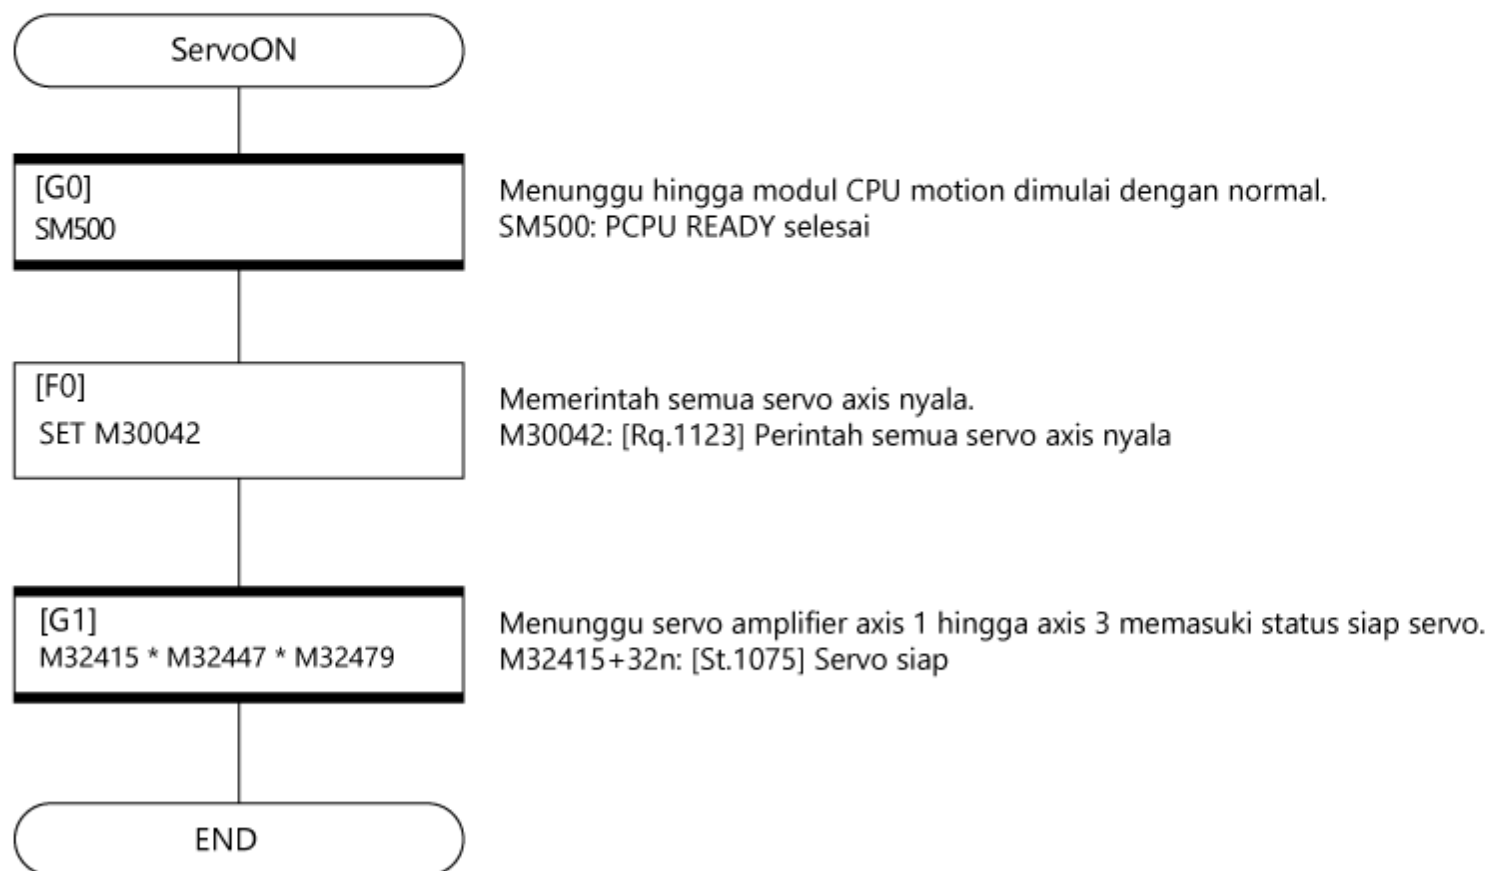 ServoON
[G0]
SM500
Menunggu hingga modul CPU motion dimulai dengan normal.
SM500: PCPU READY selesai
[F0]
SET M30042
Memerintah semua servo axis nyala.
M30042: [Rq.1123] Perintah semua servo axis nyala
[G1]
M32415 * M32447 * M32479
Menunggu servo amplifier axis 1 hingga axis 3 memasuki status siap servo.
M32415+32n: [St.1075] Servo siap
END